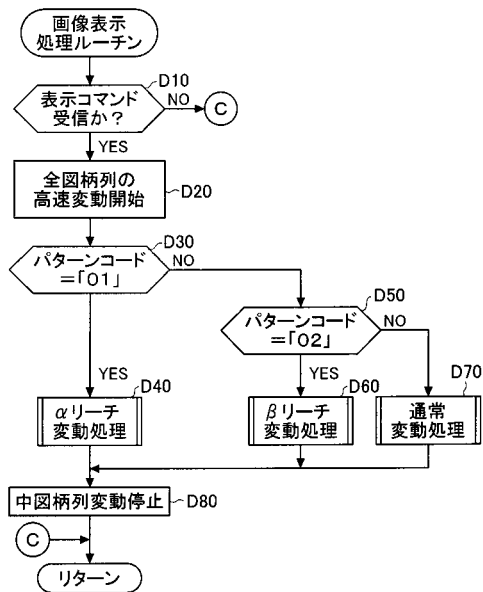 画像表示
処理ルーチン
D10
表示コマンド
受信か？
NO
C
YES
全図柄列の
高速変動開始
D20
D30
パターンコード
＝「01」
NO
D50
パターンコード
＝「02」
NO
YES
YES
D40
αリーチ
変動処理
D60
βリーチ
変動処理
D70
通常
変動処理
中図柄列変動停止
D80
C
リターン